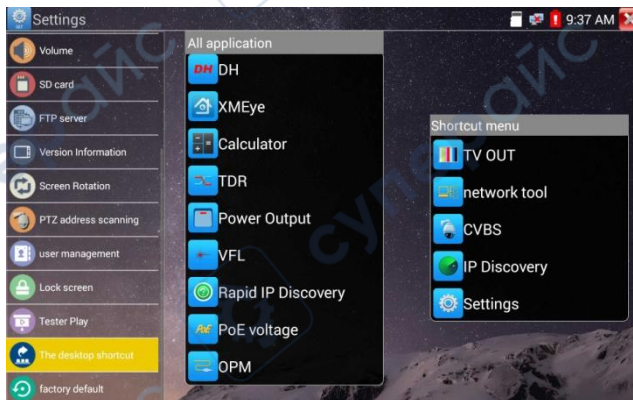 Settings
9:37 AM
Volume
SD card
FTP server
Version Information
Screen Rotation
PTZ address scanning
user management
Lock screen
Tester Play
The desktop shortcut
factory default
All application
DH DH
XMEye
Calculator
TDR
Power Output
VFL
Rapid IP Discovery
PoE PoE voltage
OPM
Shortcut menu
TV OUT
network tool
CVBS
IP Discovery
Settings